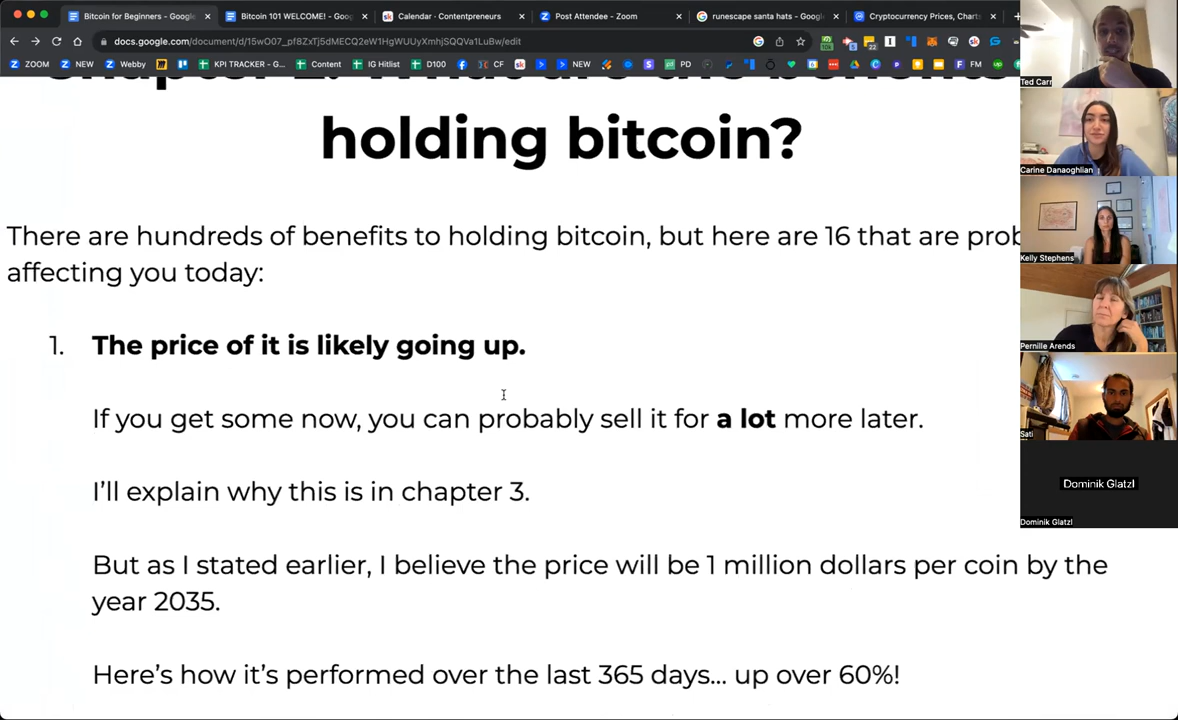 Bitcoin for Beginners - Google
Bitcoin 101 WELCOME! - Goog
Calendar · Contentpreneurs
Post Attendee - Zoom
runescape santa hats - Google
Cryptocurrency Prices, Charts
docs.google.com/document/d/15wO07_pf8ZxTj5dMECQ2eW1HgWUUyXmhjSQQVa1LuBw/edit
ZOOM
NEW
Webby
KPI TRACKER - G...
Content
IG Hitlist
D100
CF
NEW
PD
FM
holding bitcoin?
There are hundreds of benefits to holding bitcoin, but here are 16 that are prob
affecting you today:
1. The price of it is likely going up.
If you get some now, you can probably sell it for a lot more later.
I'll explain why this is in chapter 3.
But as I stated earlier, I believe the price will be 1 million dollars per coin by the
year 2035.
Here's how it's performed over the last 365 days... up over 60%!
Ted Carr
Carine Danaoghlian
Kelly Stephens
Pernille Arends
Sati
Dominik Glatzl
Dominik Glatzl